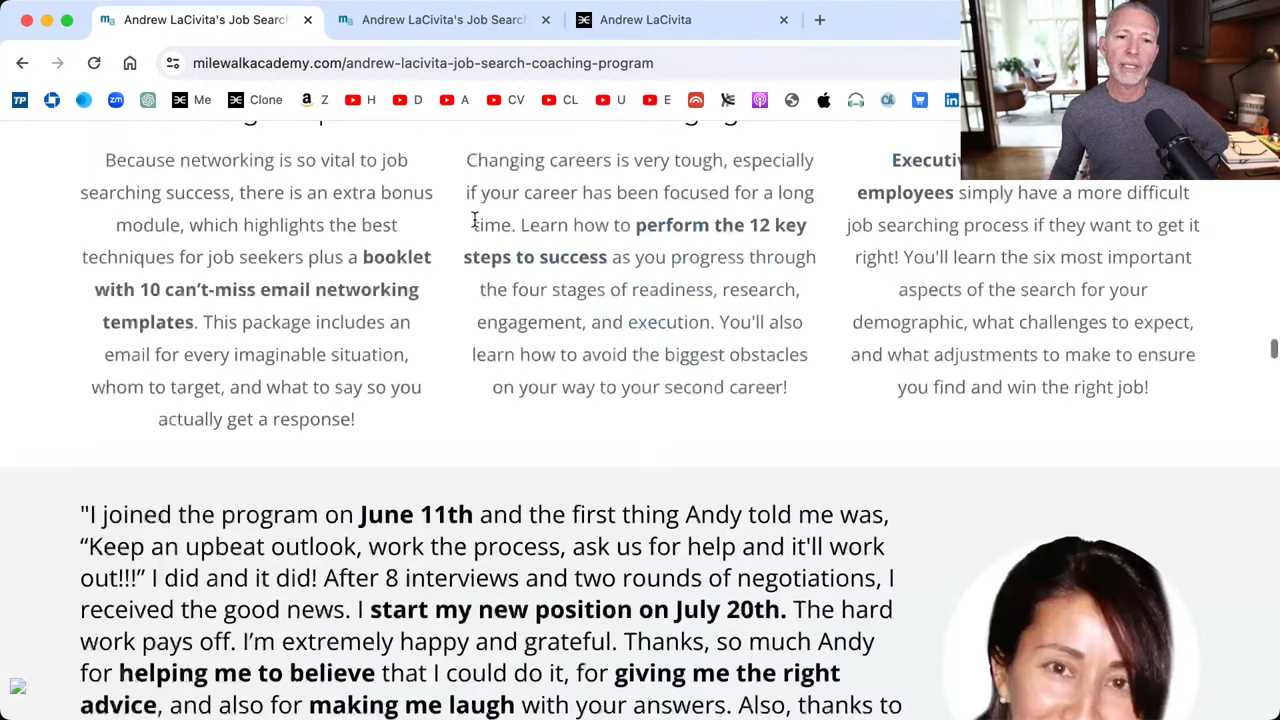 Andrew LaCivita's Job Search
Andrew LaCivita's Job Search
Andrew LaCivita
milewalkacademy.com/andrew-lacivita-job-search-coaching-program
TP
zm
Me
Clone
Z
H
D
A
CV
CL
U
E
Because networking is so vital to job
searching success, there is an extra bonus
module, which highlights the best
techniques for job seekers plus a booklet
with 10 can’t-miss email networking
templates. This package includes an
email for every imaginable situation,
whom to target, and what to say so you
actually get a response!
Changing careers is very tough, especially
if your career has been focused for a long
time. Learn how to perform the 12 key
steps to success as you progress through
the four stages of readiness, research,
engagement, and execution. You'll also
learn how to avoid the biggest obstacles
on your way to your second career!
employees simply have a more difficult
job searching process if they want to get it
right! You'll learn the six most important
aspects of the search for your
demographic, what challenges to expect,
and what adjustments to make to ensure
you find and win the right job!
"I joined the program on June 11th and the first thing Andy told me was,
“Keep an upbeat outlook, work the process, ask us for help and it'll work
out!!!” I did and it did! After 8 interviews and two rounds of negotiations, I
received the good news. I start my new position on July 20th. The hard
work pays off. I’m extremely happy and grateful. Thanks, so much Andy
for helping me to believe that I could do it, for giving me the right
advice, and also for making me laugh with your answers. Also, thanks to